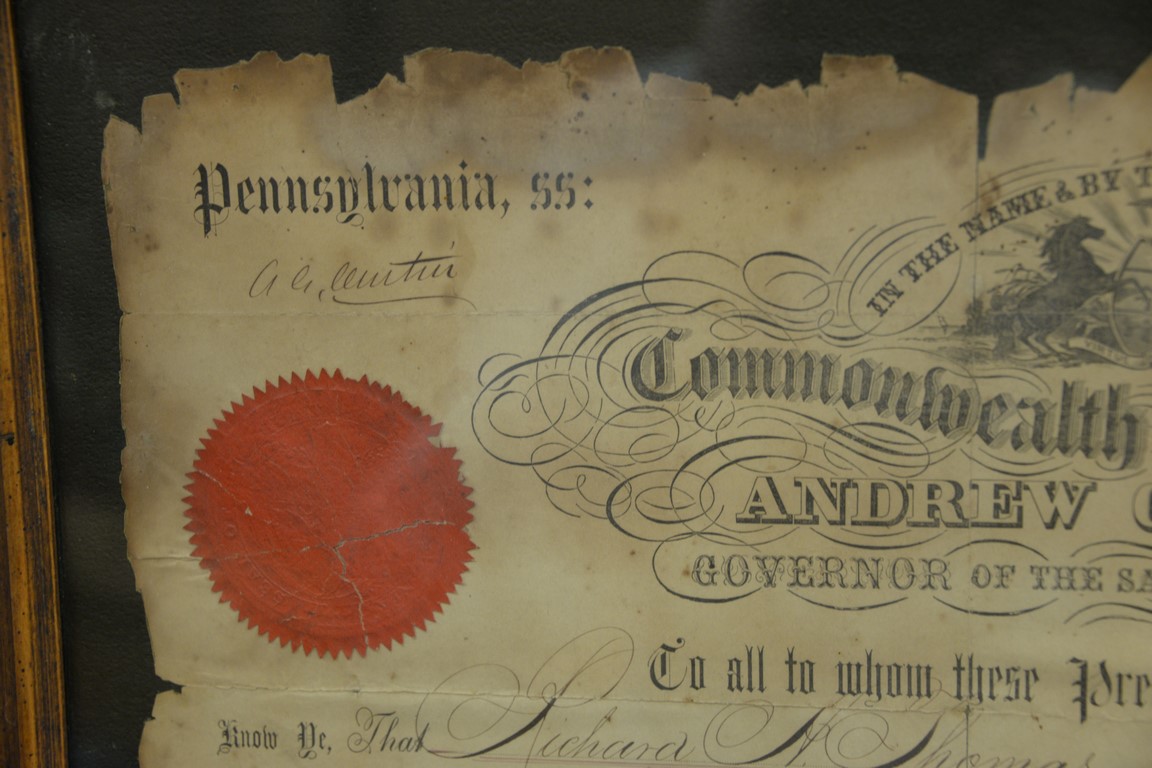 Pennsylvania, ss:
A G Curtin
IN THE NAME & BY T
Commonwealth
ANDREW
GOVERNOR OF THE SA
To all to whom these Pre
Know Ye, That Richard H. Thomas